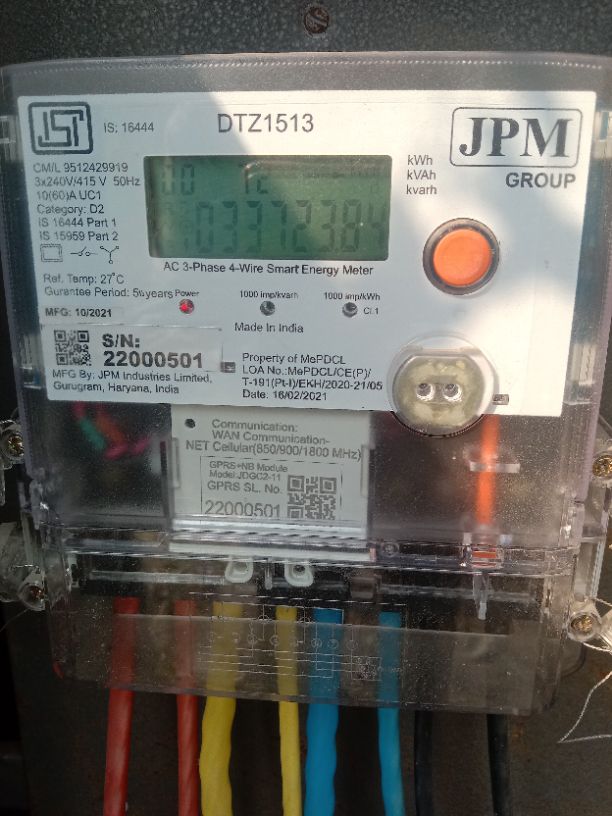 ISI
IS: 16444
DTZ1513
JPM
GROUP
CM/L 9512429919
3x240V/415 V 50Hz
10(60)A UC1
Category: D2
IS 16444 Part 1
IS 15959 Part 2
kWh
kVAh
kvarh
033723.84
AC 3-Phase 4-Wire Smart Energy Meter
Ref. Temp: 27°C
Gurantee Period: 5½years
Power
1000 imp/kvarh
1000 imp/kWh
Cl.1
MFG: 10/2021
Made In India
S/N:
22000501
MFG By: JPM Industries Limited,
Gurugram, Haryana, India
Property of MePDCL
LOA No.:MePDCL/CE(P)/
T-191(Pt-I)/EKH/2020-21/05
Date: 16/02/2021
Communication:
WAN Communication-
NET Cellular(850/900/1800 MHz)
GPRS+NB Module
Model:JDGC2-11
GPRS SL. No.
22000501